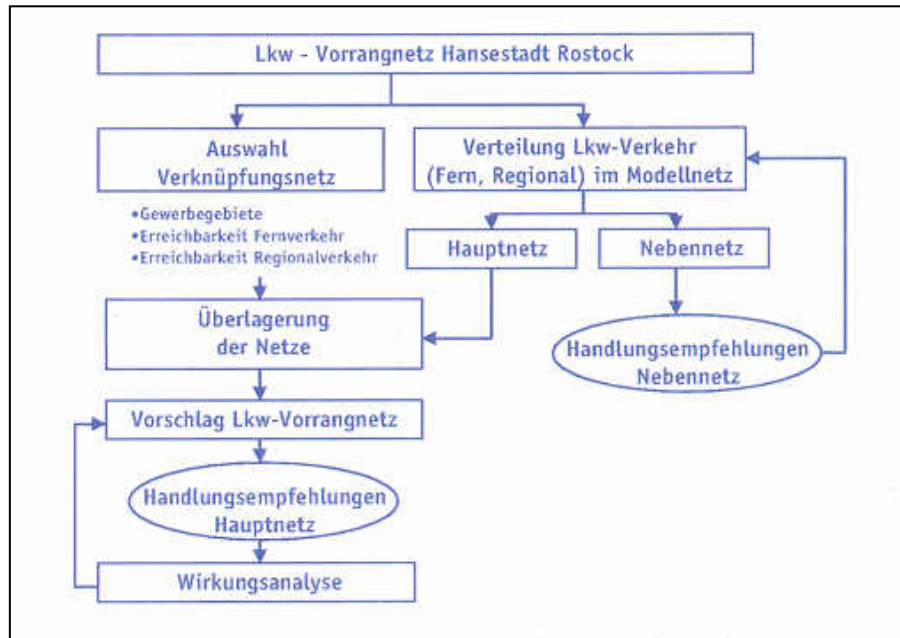 Lkw - Vorrangnetz Hansestadt Rostock
Auswahl
Verknüpfungsnetz
Verteilung Lkw-Verkehr
(Fern, Regional) im Modellnetz
•Gewerbegebiete
•Erreichbarkeit Fernverkehr
•Erreichbarkeit Regionalverkehr
Hauptnetz
Nebennetz
Überlagerung
der Netze
Handlungsempfehlungen
Nebennetz
Vorschlag Lkw-Vorrangnetz
Handlungsempfehlungen
Hauptnetz
Wirkungsanalyse